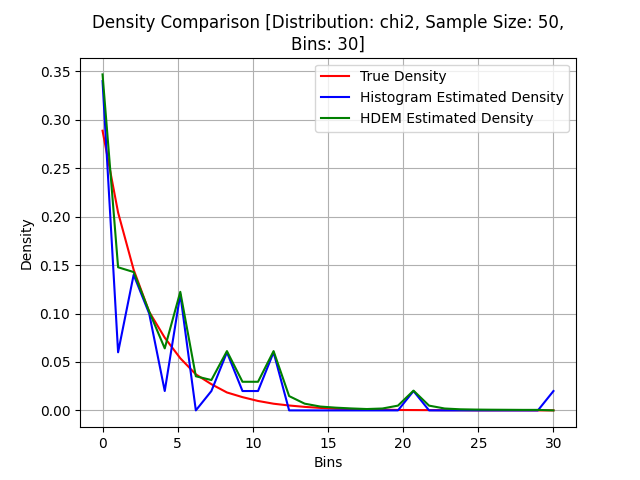 Density Comparison [Distribution: chi2, Sample Size: 50,
Bins: 30]
True Density
Histogram Estimated Density
HDEM Estimated Density
Density
0.35
0.30
0.25
0.20
0.15
0.10
0.05
0.00
0 5 10 15 20 25 30
Bins